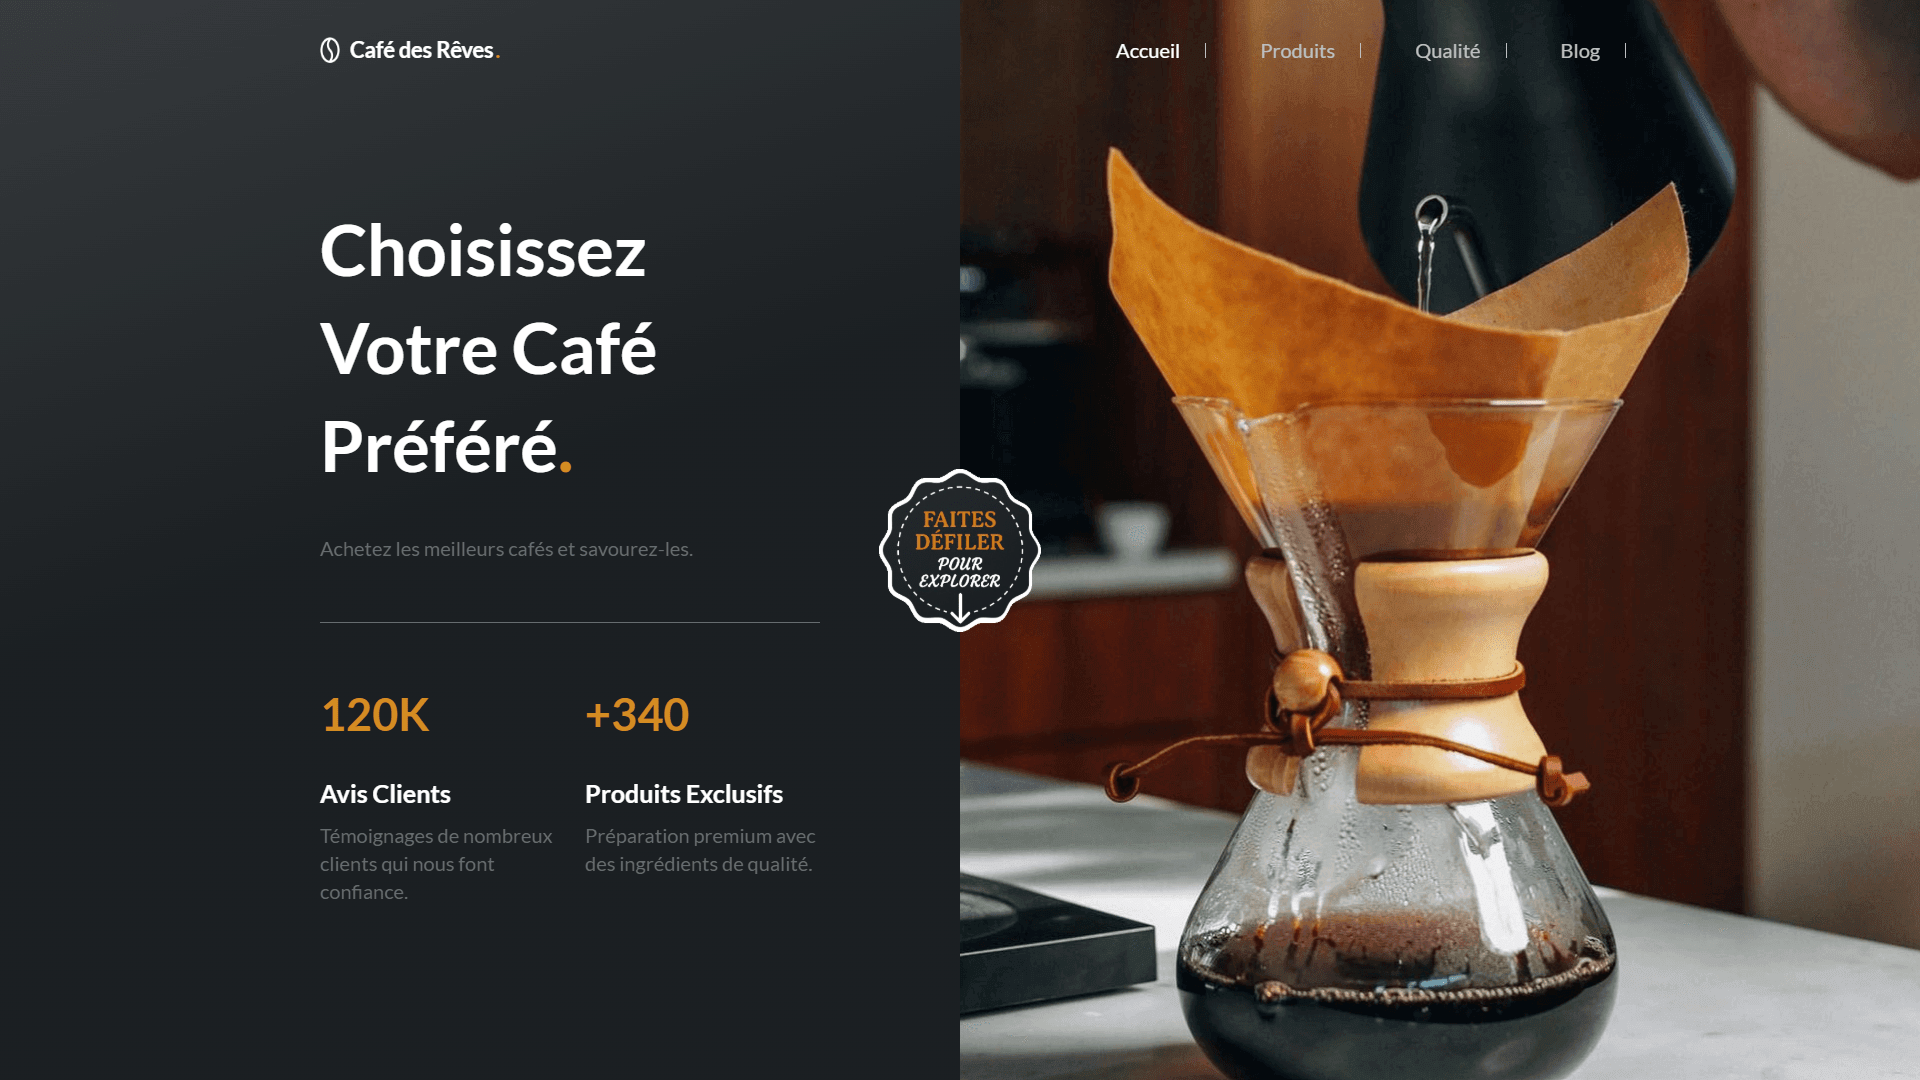 Café des Rêves.
Accueil
Produits
Qualité
Blog
Choisissez
Votre Café
Préféré.
Achetez les meilleurs cafés et savourez-les.
FAITES
DÉFILER
POUR
EXPLORER
120K
Avis Clients
Témoignages de nombreux
clients qui nous font
confiance.
+340
Produits Exclusifs
Préparation premium avec
des ingrédients de qualité.